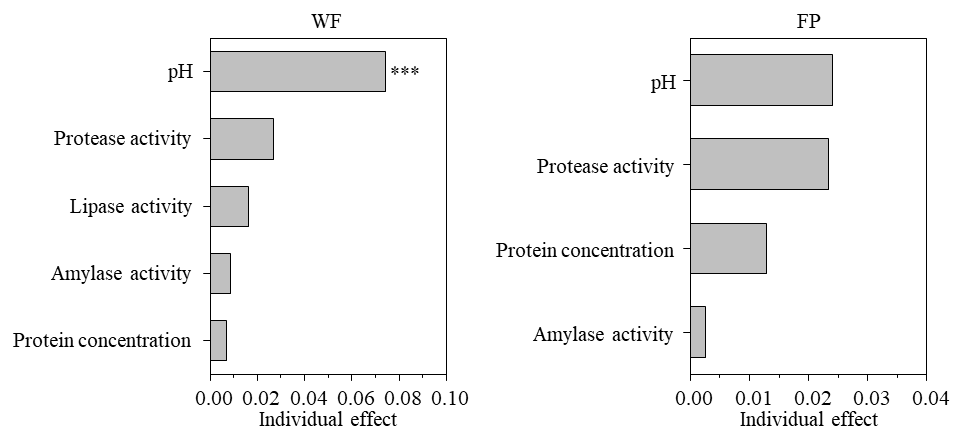 WF
pH
***
Protease activity
Lipase activity
Amylase activity
Protein concentration
0.00 0.02 0.04 0.06 0.08 0.10
Individual effect
FP
pH
Protease activity
Protein concentration
Amylase activity
0.00 0.01 0.02 0.03 0.04
Individual effect